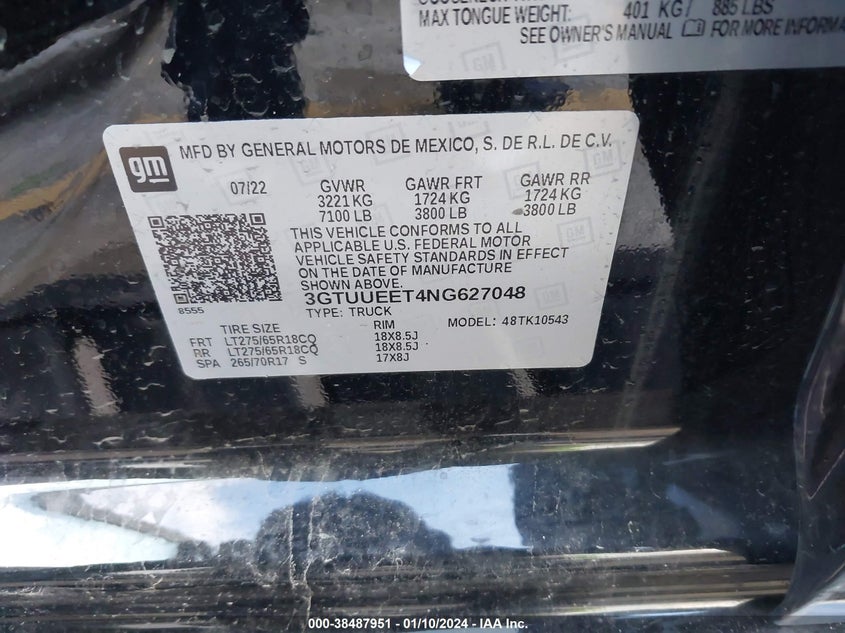 MAX TONGUE WEIGHT: 401 KG/ 885 LBS
SEE OWNER'S MANUAL FOR MORE INFORMA
gm
MFD BY GENERAL MOTORS DE MEXICO, S. DE R.L. DE C.V.
07/22 GVWR GAWR FRT GAWR RR
3221 KG 1724 KG 1724 KG
7100 LB 3800 LB 3800 LB
THIS VEHICLE CONFORMS TO ALL
APPLICABLE U.S. FEDERAL MOTOR
VEHICLE SAFETY STANDARDS IN EFFECT
ON THE DATE OF MANUFACTURE
SHOWN ABOVE.
8555
3GTUUEET4NG627048
TYPE: TRUCK MODEL: 48TK10543
TIRE SIZE RIM
FRT LT275/65R18CQ 18X8.5J
RR LT275/65R18CQ 18X8.5J
SPA 265/70R17 S 17X8J
000-38487951 - 01/10/2024 - IAA Inc.